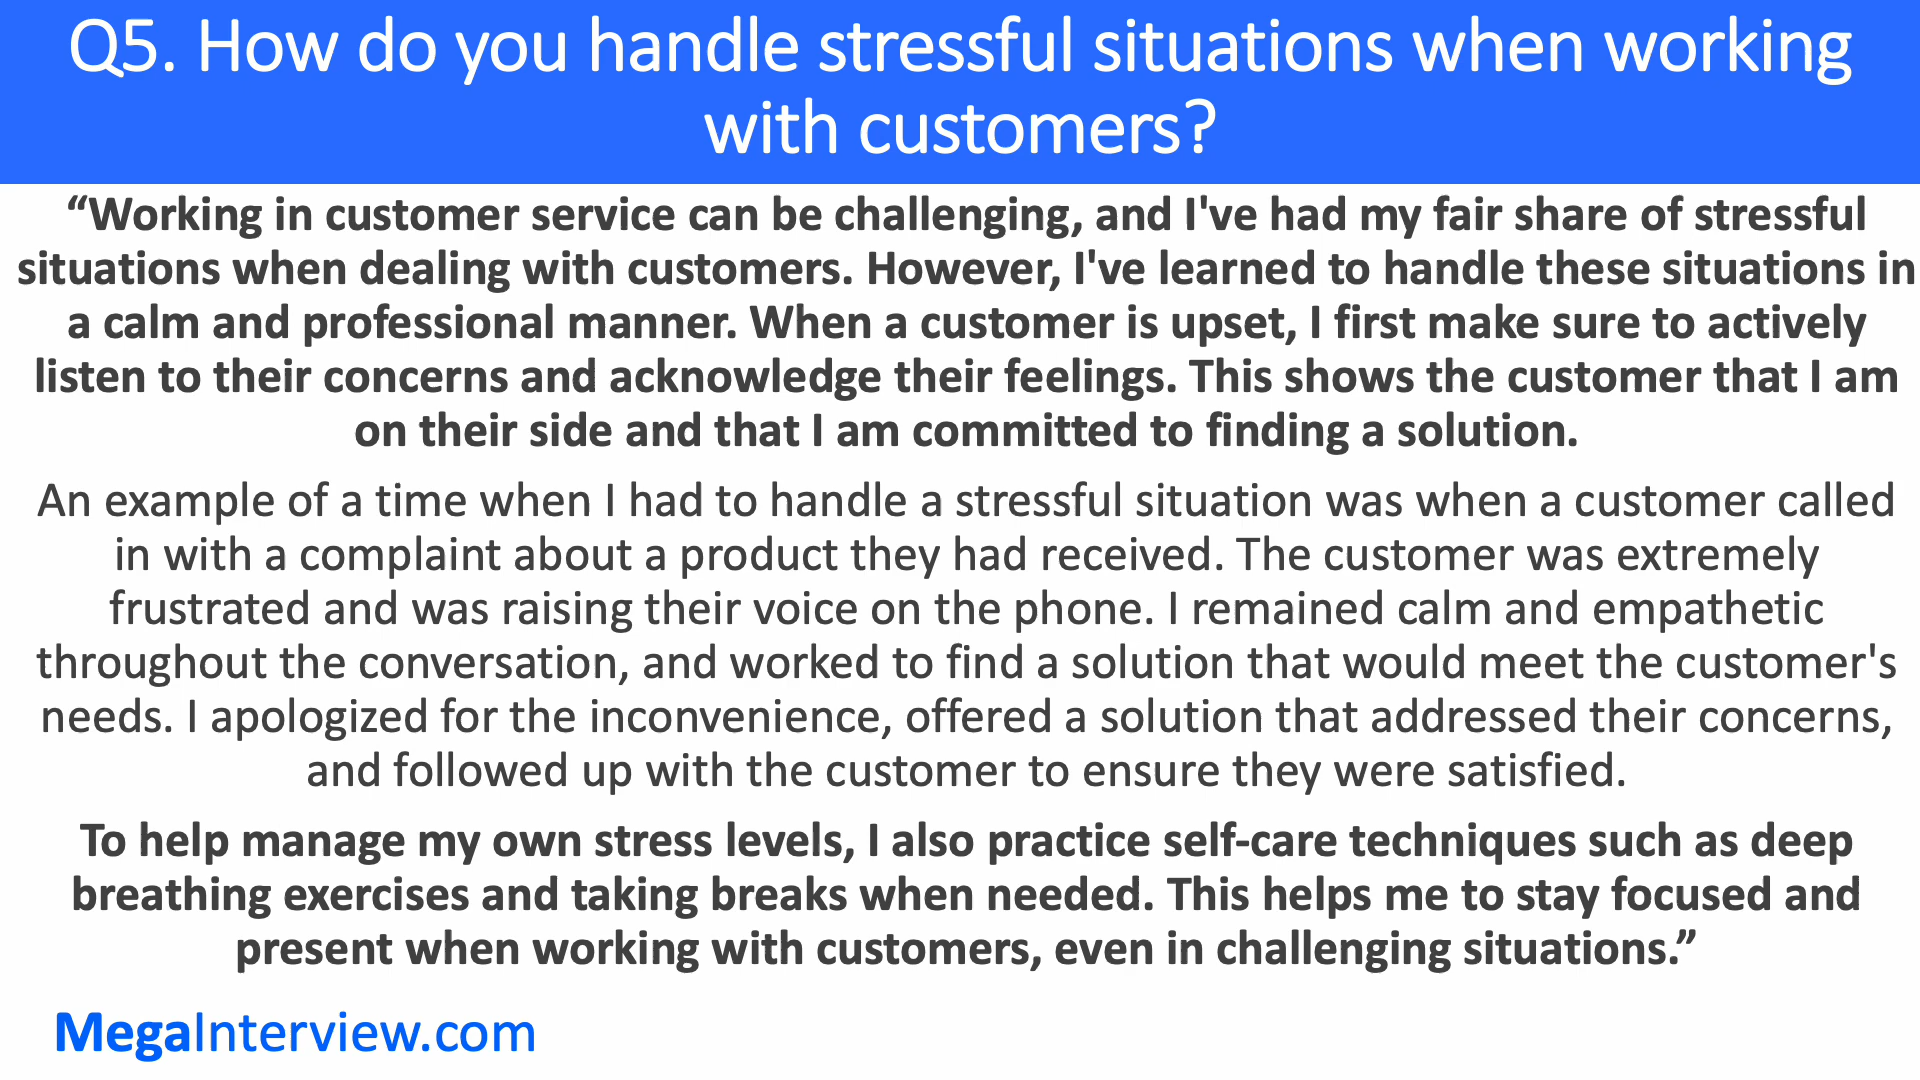 Q5. How do you handle stressful situations when working
with customers?
“Working in customer service can be challenging, and I've had my fair share of stressful
situations when dealing with customers. However, I've learned to handle these situations in
a calm and professional manner. When a customer is upset, I first make sure to actively
listen to their concerns and acknowledge their feelings. This shows the customer that I am
on their side and that I am committed to finding a solution.
An example of a time when I had to handle a stressful situation was when a customer called
in with a complaint about a product they had received. The customer was extremely
frustrated and was raising their voice on the phone. I remained calm and empathetic
throughout the conversation, and worked to find a solution that would meet the customer's
needs. I apologized for the inconvenience, offered a solution that addressed their concerns,
and followed up with the customer to ensure they were satisfied.
To help manage my own stress levels, I also practice self-care techniques such as deep
breathing exercises and taking breaks when needed. This helps me to stay focused and
present when working with customers, even in challenging situations.”
MegaInterview.com